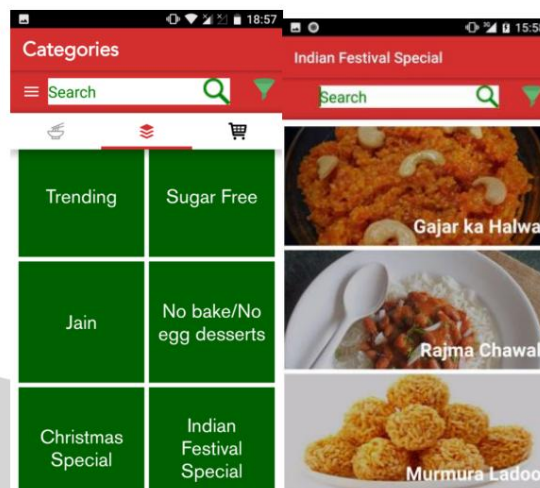 18:57
Categories
Search
Trending
Sugar Free
Jain
No bake/No
egg desserts
Christmas
Special
Indian
Festival
Special
15:58
Indian Festival Special
Search
Gajar ka Halwa
Rajma Chawal
Murmura Ladoo